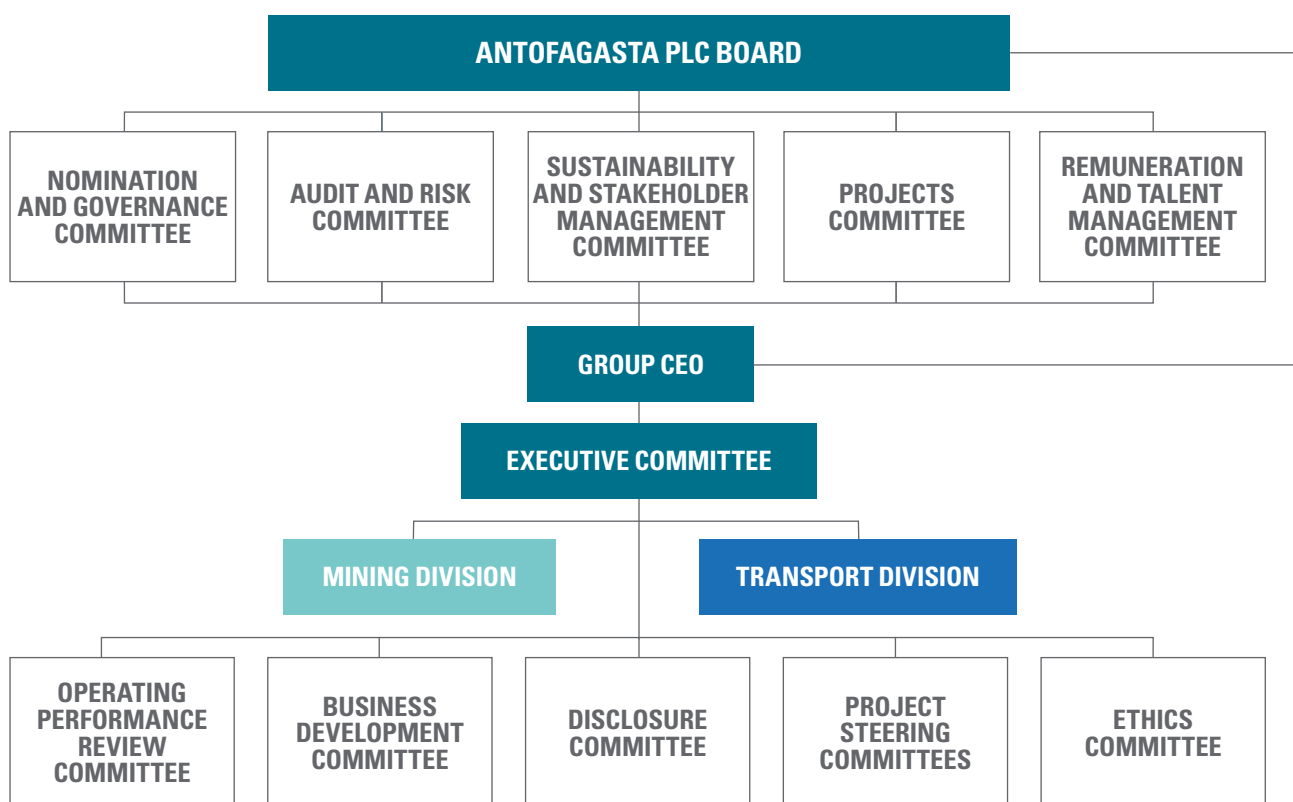 ANTOFAGASTA PLC BOARD
NOMINATION
AND GOVERNANCE
COMMITTEE
AUDIT AND RISK
COMMITTEE
SUSTAINABILITY
AND STAKEHOLDER
MANAGEMENT
COMMITTEE
PROJECTS
COMMITTEE
REMUNERATION
AND TALENT
MANAGEMENT
COMMITTEE
GROUP CEO
EXECUTIVE COMMITTEE
MINING DIVISION
TRANSPORT DIVISION
OPERATING
PERFORMANCE
REVIEW
COMMITTEE
BUSINESS
DEVELOPMENT
COMMITTEE
DISCLOSURE
COMMITTEE
PROJECT
STEERING
COMMITTEES
ETHICS
COMMITTEE